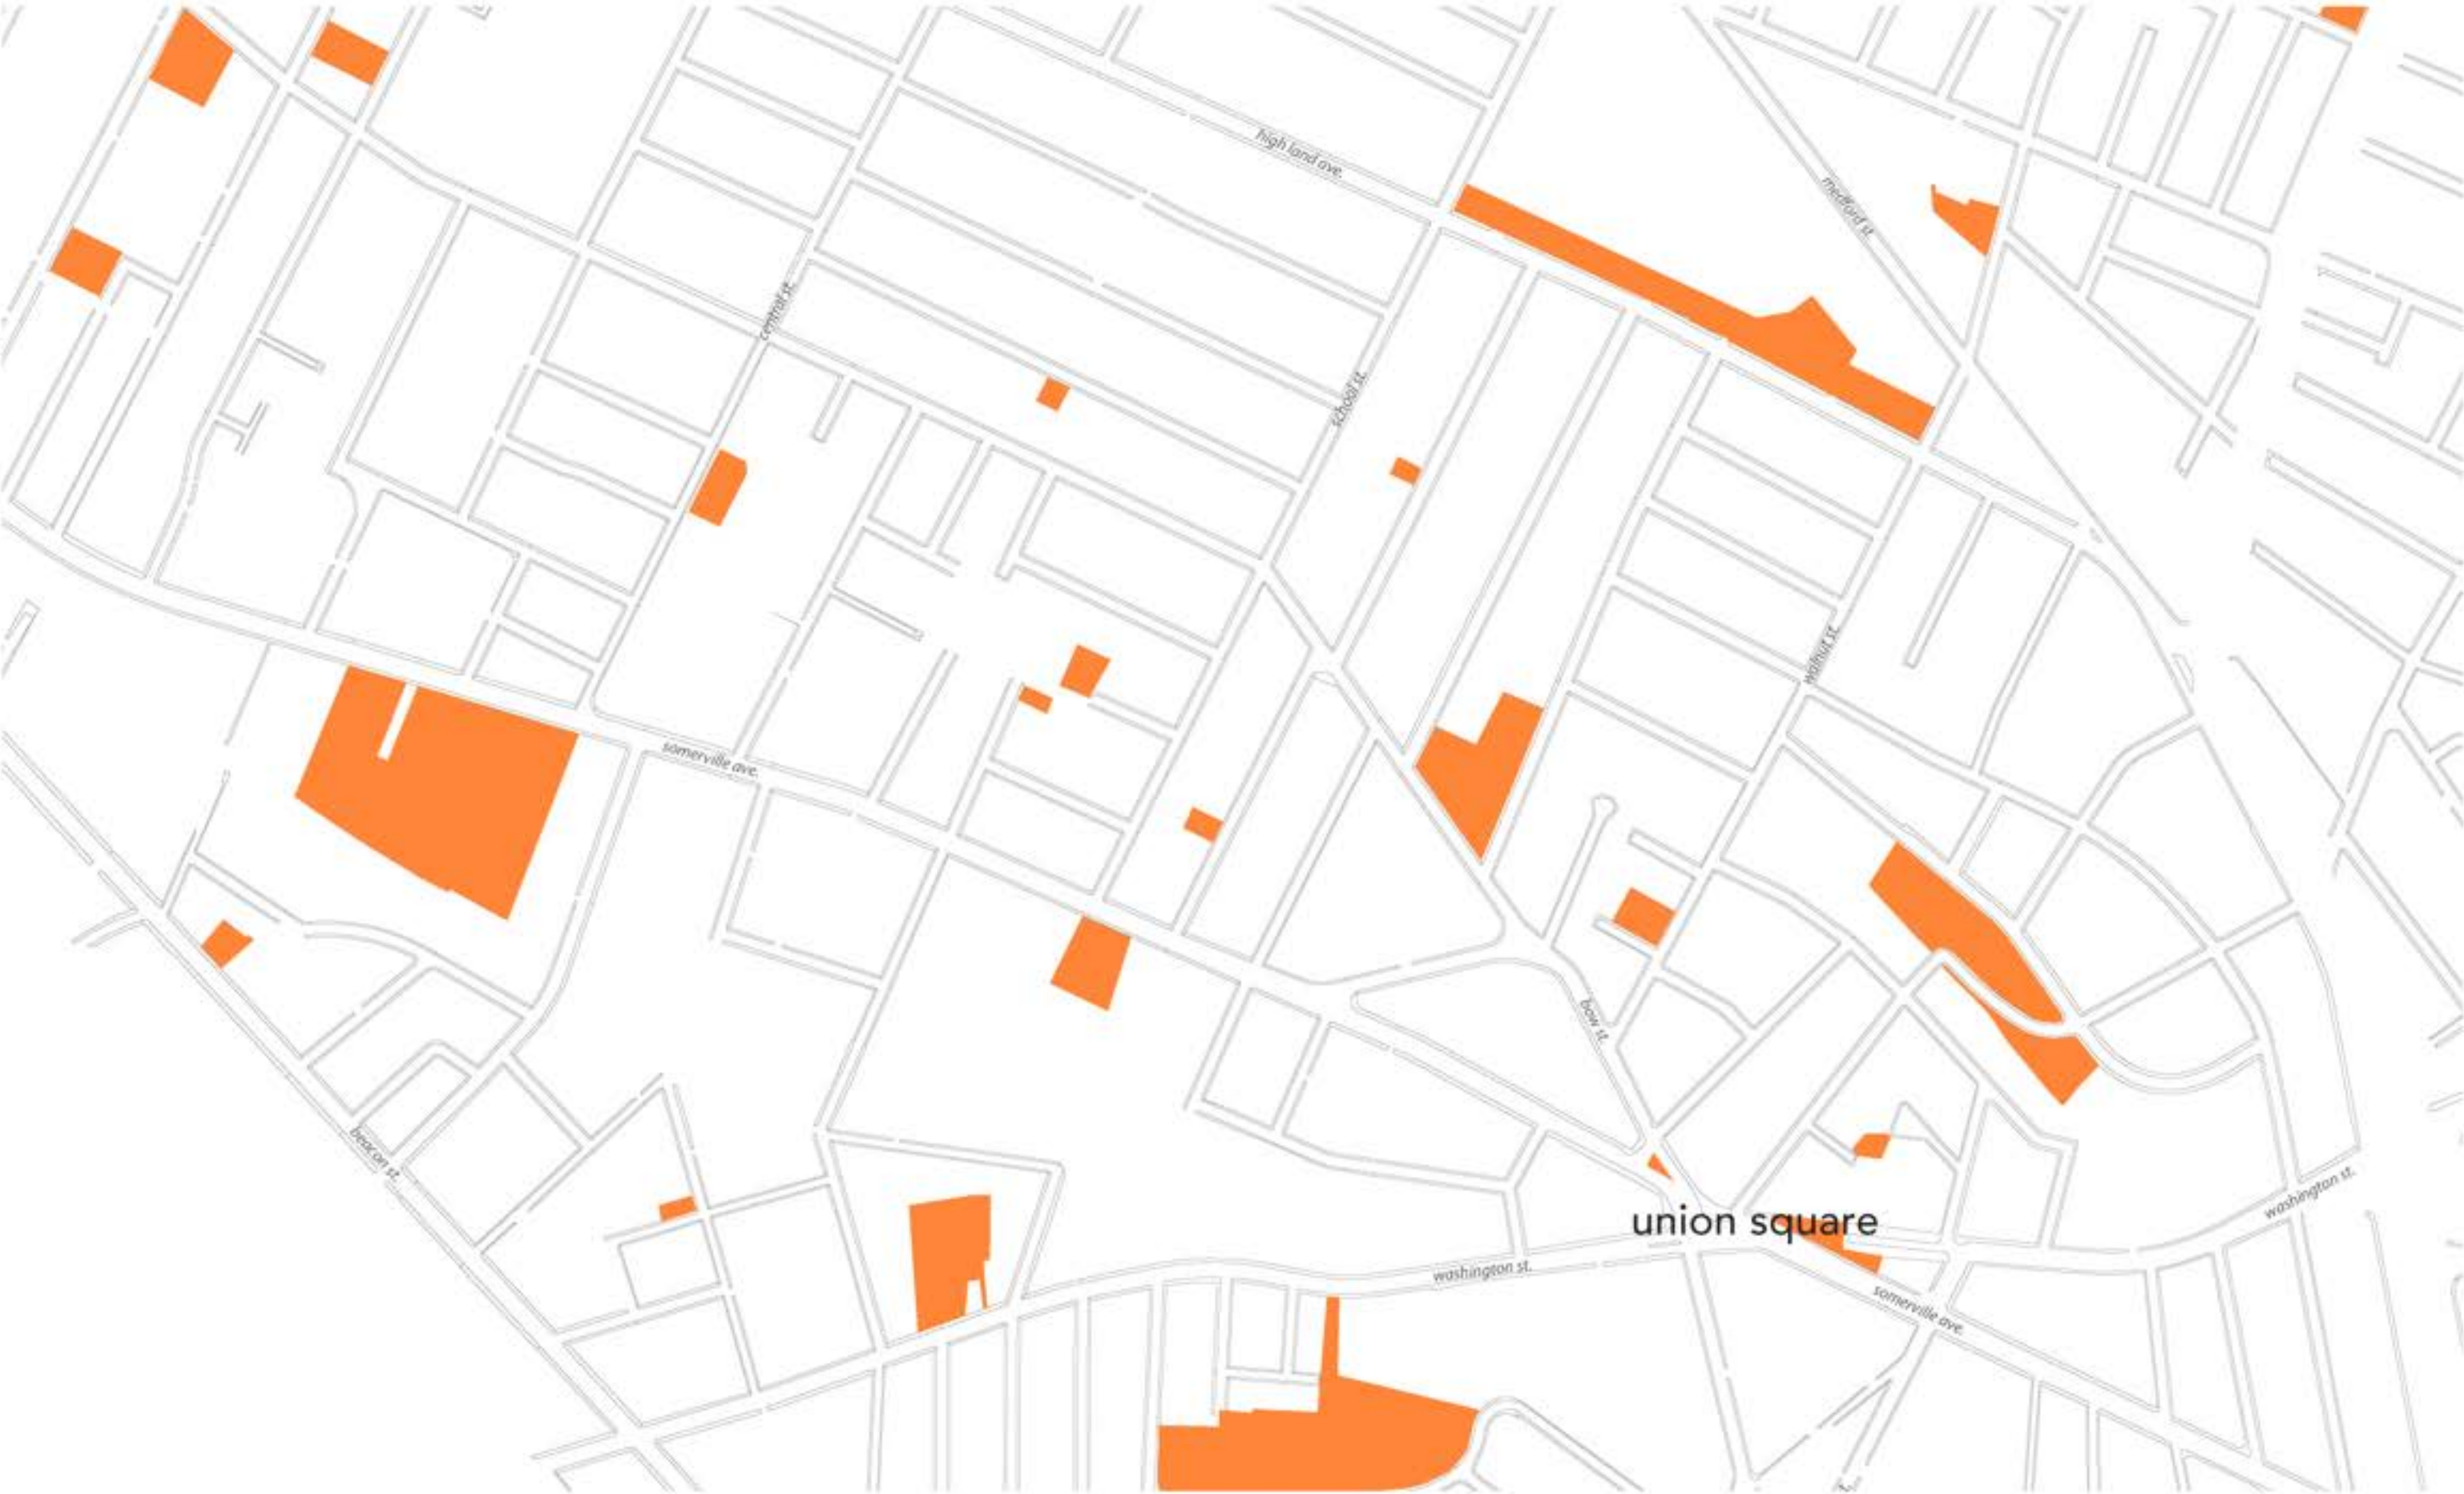 high land ave.
medford st.
central st.
school st.
walnut st.
somerville ave.
bow st.
beacon st.
union square
washington st.
washington st.
somerville ave.